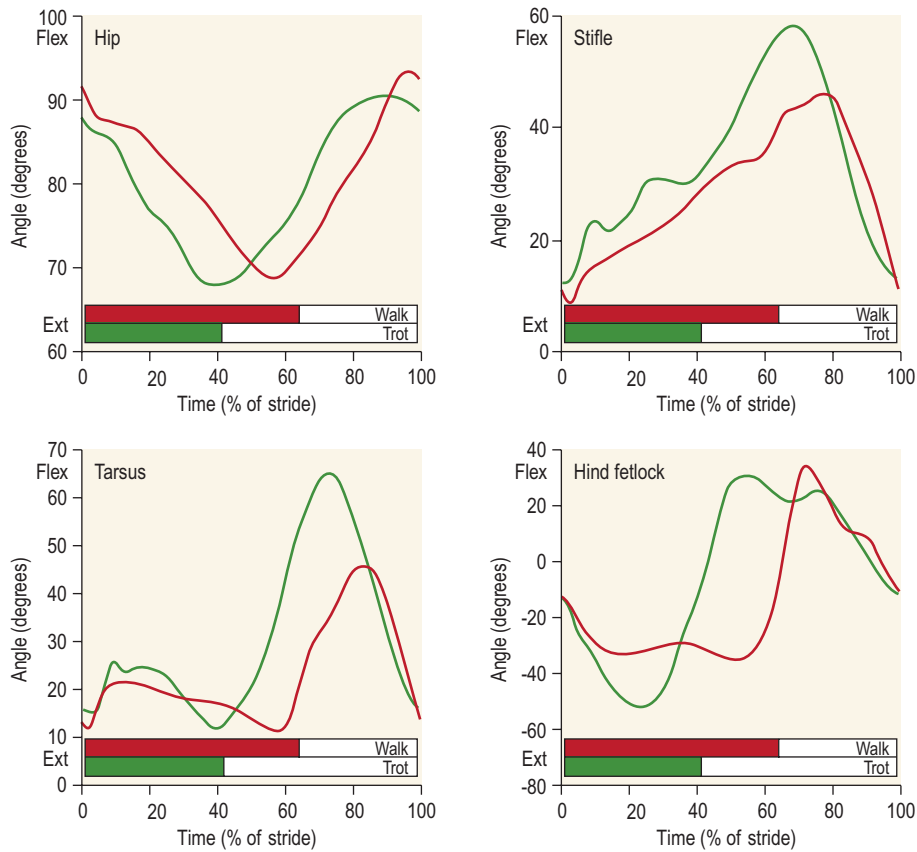 Hip
Angle (degrees)
100
Flex
90
80
70
Ext
60
Walk
Trot
0 20 40 60 80 100
Time (% of stride)
Stifle
Angle (degrees)
60
Flex
40
20
Ext
0
Walk
Trot
0 20 40 60 80 100
Time (% of stride)
Tarsus
Angle (degrees)
70
Flex
60
50
40
30
20
10
Ext
0
Walk
Trot
0 20 40 60 80 100
Time (% of stride)
Hind fetlock
Angle (degrees)
40
Flex
20
0
-20
-40
-60
Ext
-80
Walk
Trot
0 20 40 60 80 100
Time (% of stride)